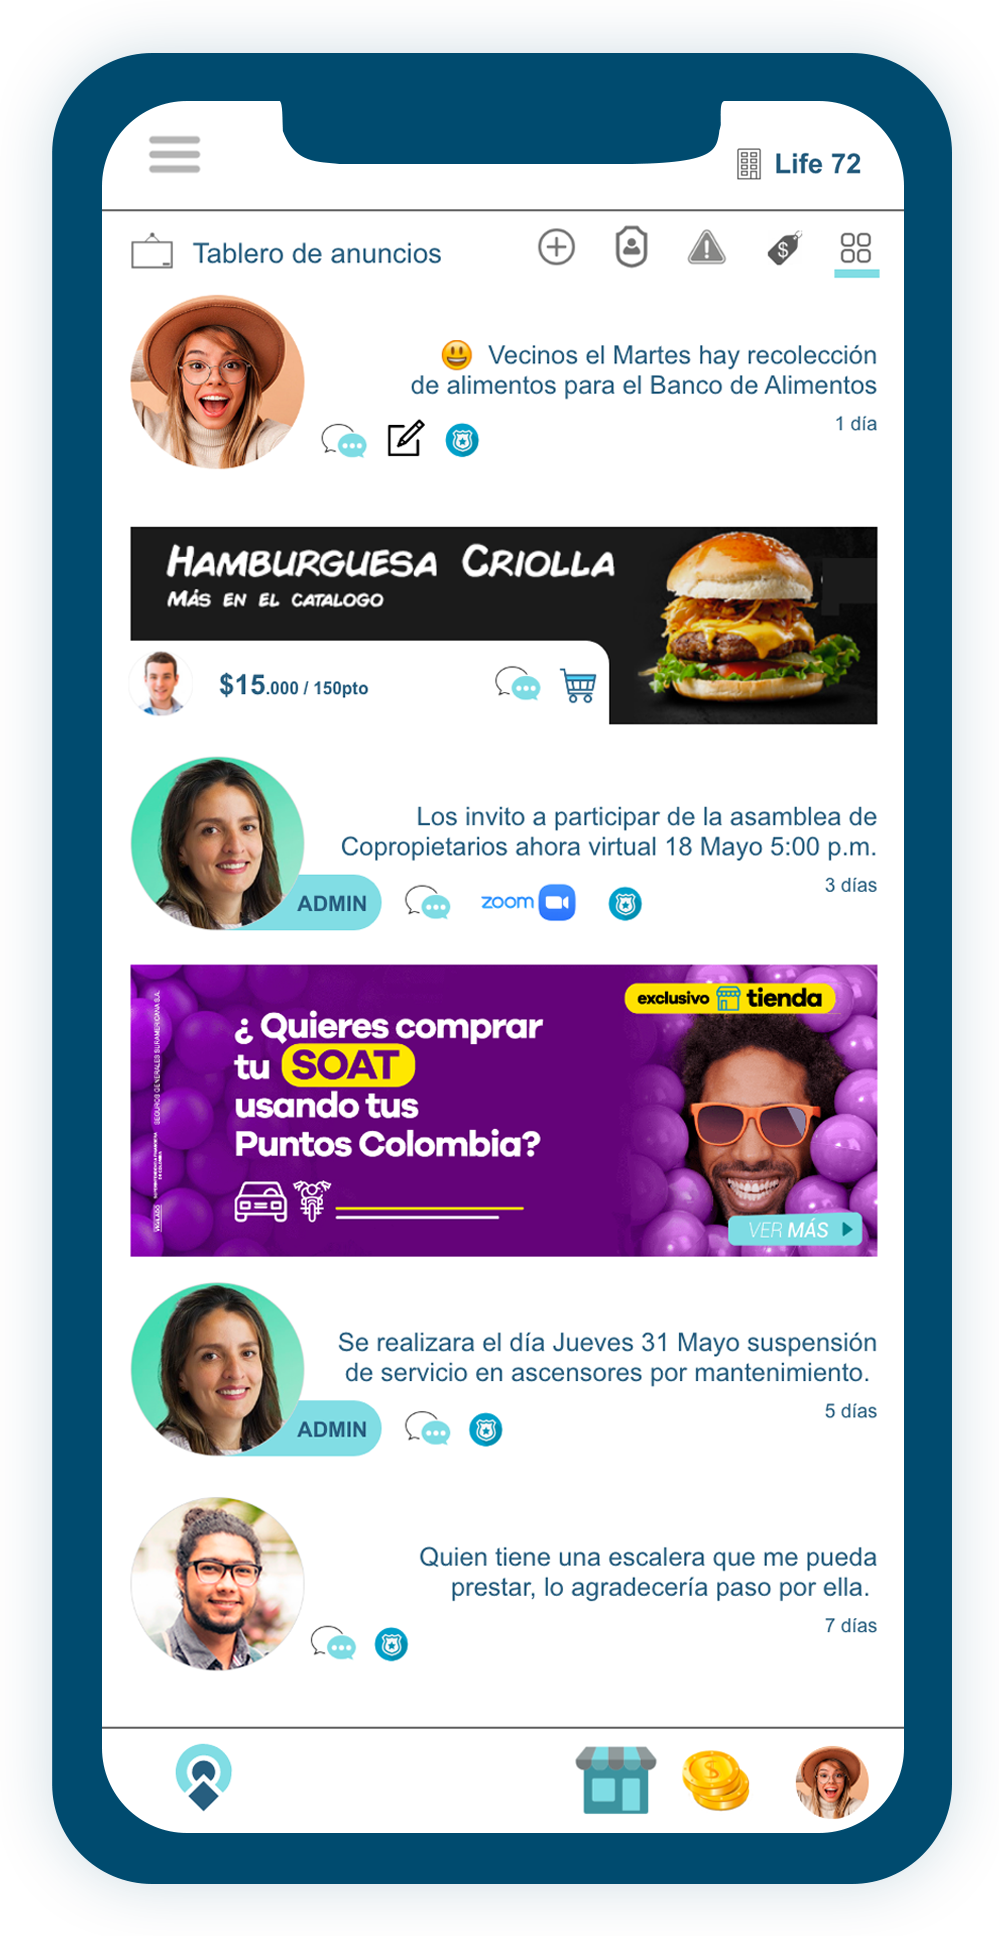 Life 72
Tablero de anuncios
Vecinos el Martes hay recolección
de alimentos para el Banco de Alimentos
1 día
HAMBURGUESA CRIOLLA
MÁS EN EL CATALOGO
$15.000 / 150pto
Los invito a participar de la asamblea de
Copropietarios ahora virtual 18 Mayo 5:00 p.m.
3 días
ADMIN
zoom
exclusivo tienda
¿ Quieres comprar
tu SOAT
usando tus
Puntos Colombia?
SEGUROS GENERALES SURAMERICANA S.A.
VIGILADO
VER MÁS
Se realizara el día Jueves 31 Mayo suspensión
de servicio en ascensores por mantenimiento.
5 días
ADMIN
Quien tiene una escalera que me pueda
prestar, lo agradecería paso por ella.
7 días